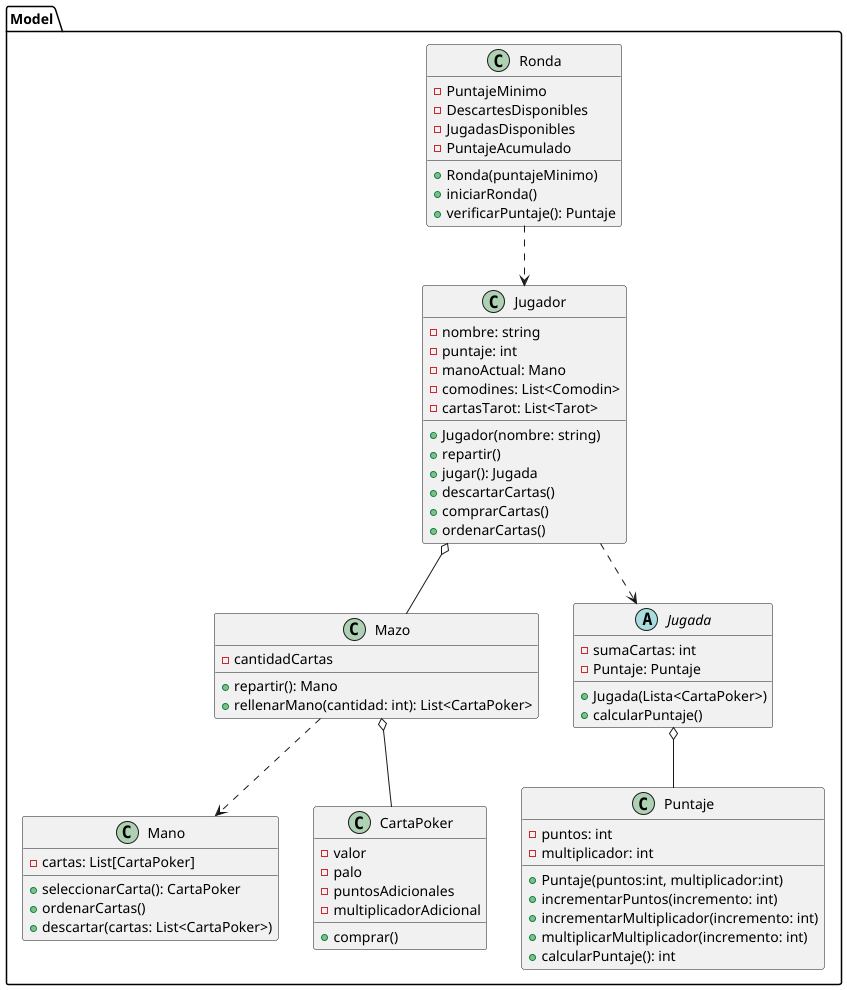 Model
C Ronda
PuntajeMinimo
DescartesDisponibles
JugadasDisponibles
PuntajeAcumulado
Ronda(puntajeMinimo)
iniciarRonda()
verificarPuntaje(): Puntaje
C Jugador
nombre: string
puntaje: int
manoActual: Mano
comodines: List<Comodin>
cartasTarot: List<Tarot>
Jugador(nombre: string)
repartir()
jugar(): Jugada
descartarCartas()
comprarCartas()
ordenarCartas()
C Mazo
cantidadCartas
repartir(): Mano
rellenarMano(cantidad: int): List<CartaPoker>
A Jugada
sumaCartas: int
Puntaje: Puntaje
Jugada(Lista<CartaPoker>)
calcularPuntaje()
C Mano
cartas: List[CartaPoker]
seleccionarCarta(): CartaPoker
ordenarCartas()
descartar(cartas: List<CartaPoker>)
C CartaPoker
valor
palo
puntosAdicionales
multiplicadorAdicional
comprar()
C Puntaje
puntos: int
multiplicador: int
Puntaje(puntos:int, multiplicador:int)
incrementarPuntos(incremento: int)
incrementarMultiplicador(incremento: int)
multiplicarMultiplicador(incremento: int)
calcularPuntaje(): int